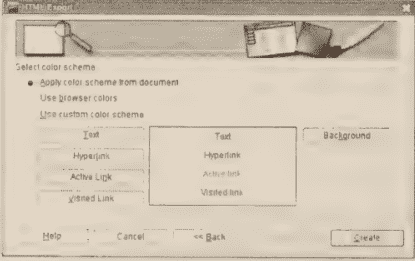 HTML Export
Select color scheme
Apply color scheme from document
Use browser colors
Use custom color scheme
Text
Text
Background
Hyperlink
Hyperlink
Active Link
Active link
Visited Link
Visited link
Help
Cancel
<< Back
Create